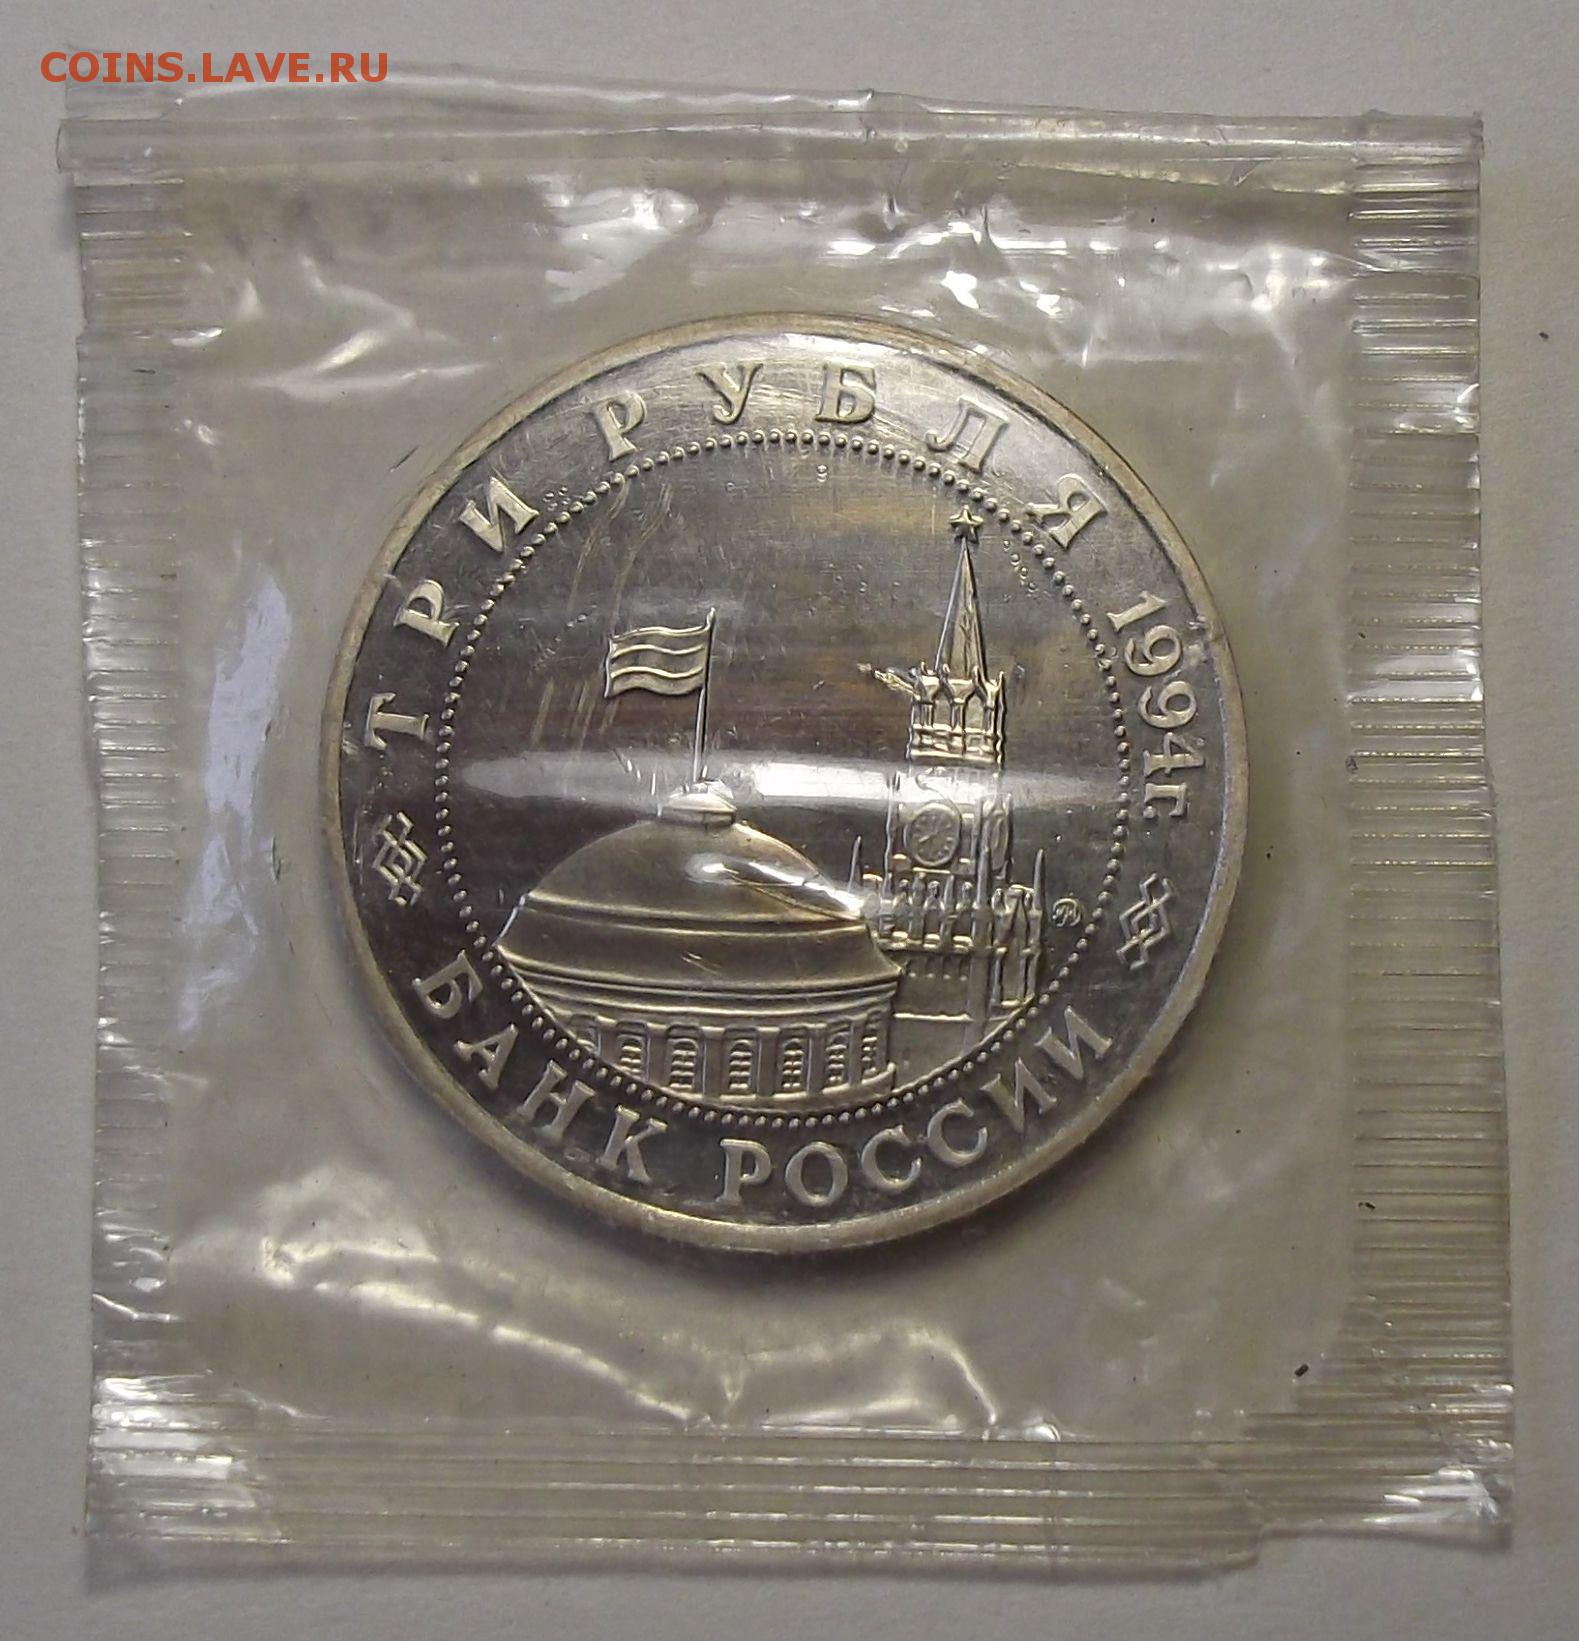 COINS.LAVE.RU
ТРИ РУБЛЯ 1994г.
БАНК РОССИИ